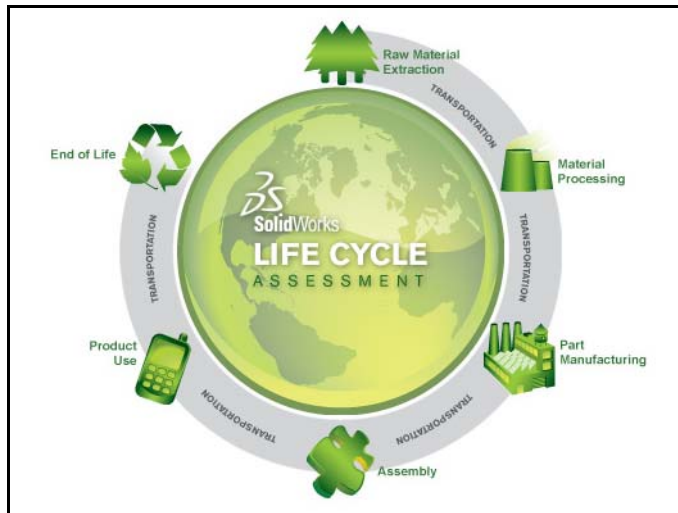 Raw Material
Extraction
TRANSPORTATION
Material
Processing
TRANSPORTATION
Part
Manufacturing
TRANSPORTATION
Assembly
TRANSPORTATION
Product
Use
TRANSPORTATION
End of Life
3DS
SolidWorks
LIFE CYCLE
ASSESSMENT